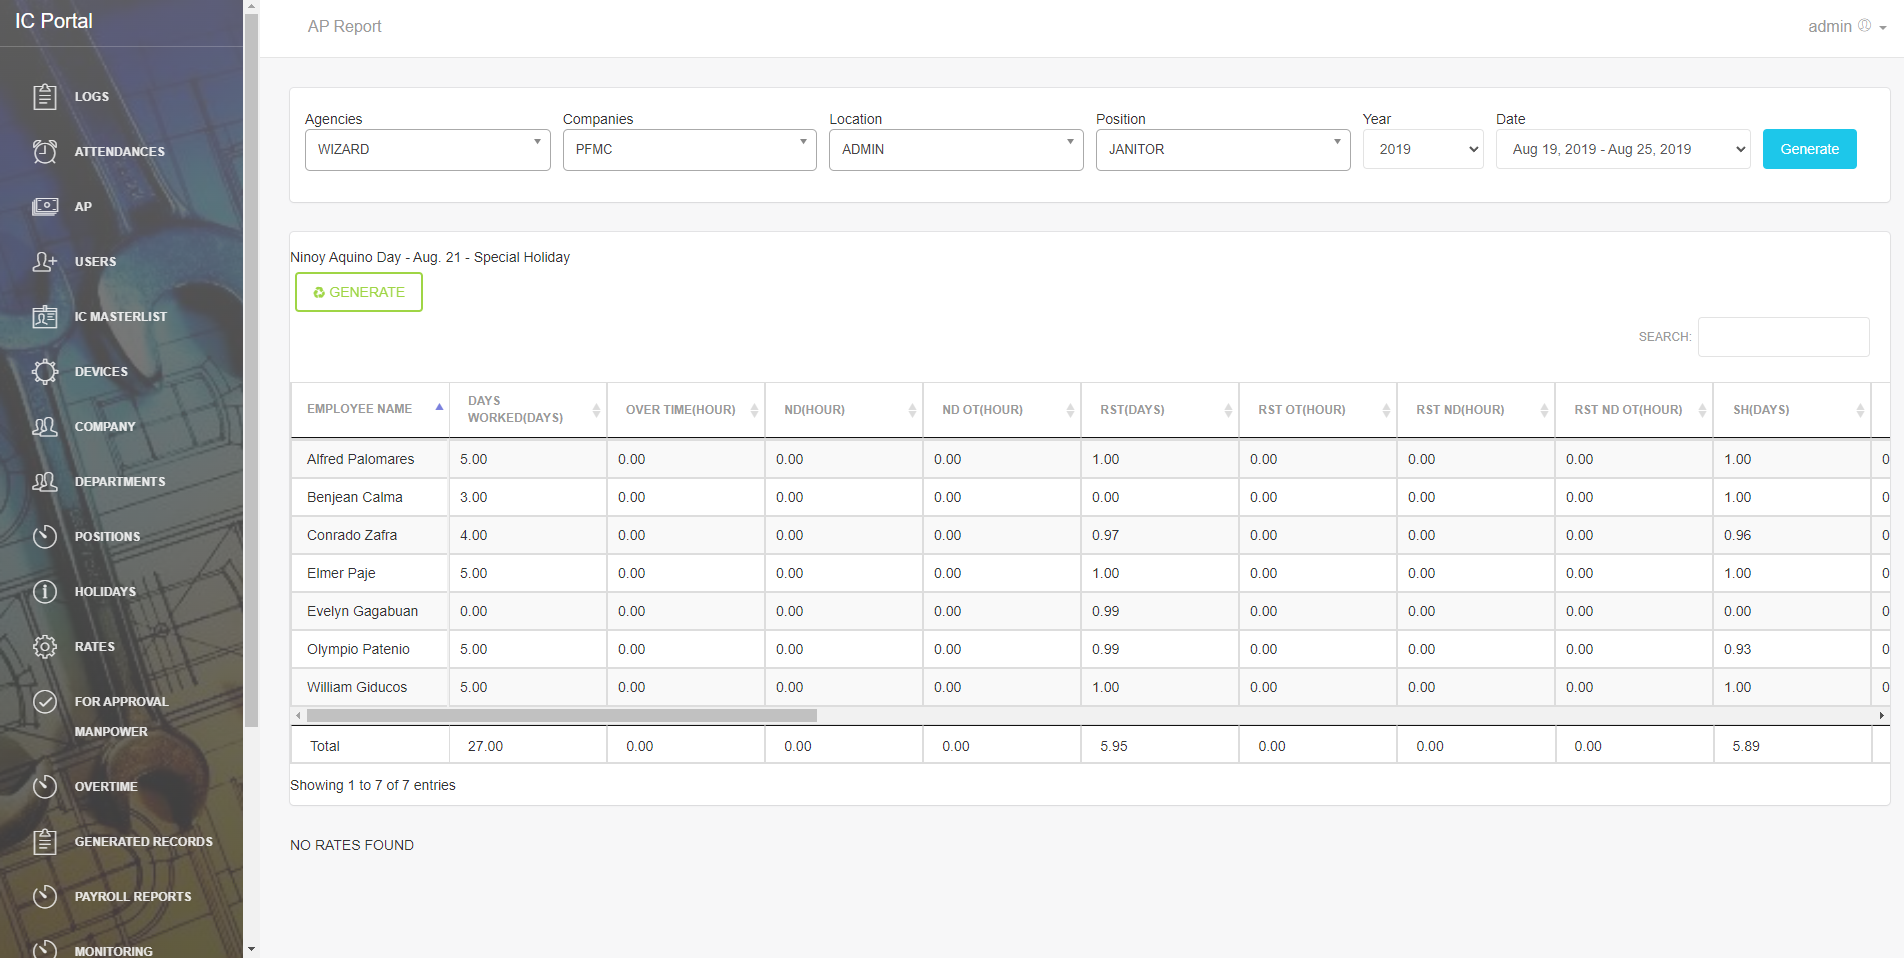 IC Portal
AP Report
admin
LOGS
ATTENDANCES
AP
USERS
IC MASTERLIST
DEVICES
COMPANY
DEPARTMENTS
POSITIONS
HOLIDAYS
RATES
FOR APPROVAL
MANPOWER
OVERTIME
GENERATED RECORDS
PAYROLL REPORTS
MONITORING
Agencies Companies Location Position Year Date
WIZARD PFMC ADMIN JANITOR 2019 Aug 19, 2019 - Aug 25, 2019 Generate
Ninoy Aquino Day - Aug. 21 - Special Holiday
GENERATE
SEARCH:
EMPLOYEE NAME DAYS WORKED(DAYS) OVER TIME(HOUR) ND(HOUR) ND OT(HOUR) RST(DAYS) RST OT(HOUR) RST ND(HOUR) RST ND OT(HOUR) SH(DAYS)
Alfred Palomares 5.00 0.00 0.00 0.00 1.00 0.00 0.00 0.00 1.00 0
Benjean Calma 3.00 0.00 0.00 0.00 0.00 0.00 0.00 0.00 1.00 0
Conrado Zafra 4.00 0.00 0.00 0.00 0.97 0.00 0.00 0.00 0.96 0
Elmer Paje 5.00 0.00 0.00 0.00 1.00 0.00 0.00 0.00 1.00 0
Evelyn Gagabuan 0.00 0.00 0.00 0.00 0.99 0.00 0.00 0.00 0.00 0
Olympio Patenio 5.00 0.00 0.00 0.00 0.99 0.00 0.00 0.00 0.93 0
William Giducos 5.00 0.00 0.00 0.00 1.00 0.00 0.00 0.00 1.00 0
Total 27.00 0.00 0.00 0.00 5.95 0.00 0.00 0.00 5.89
Showing 1 to 7 of 7 entries
NO RATES FOUND